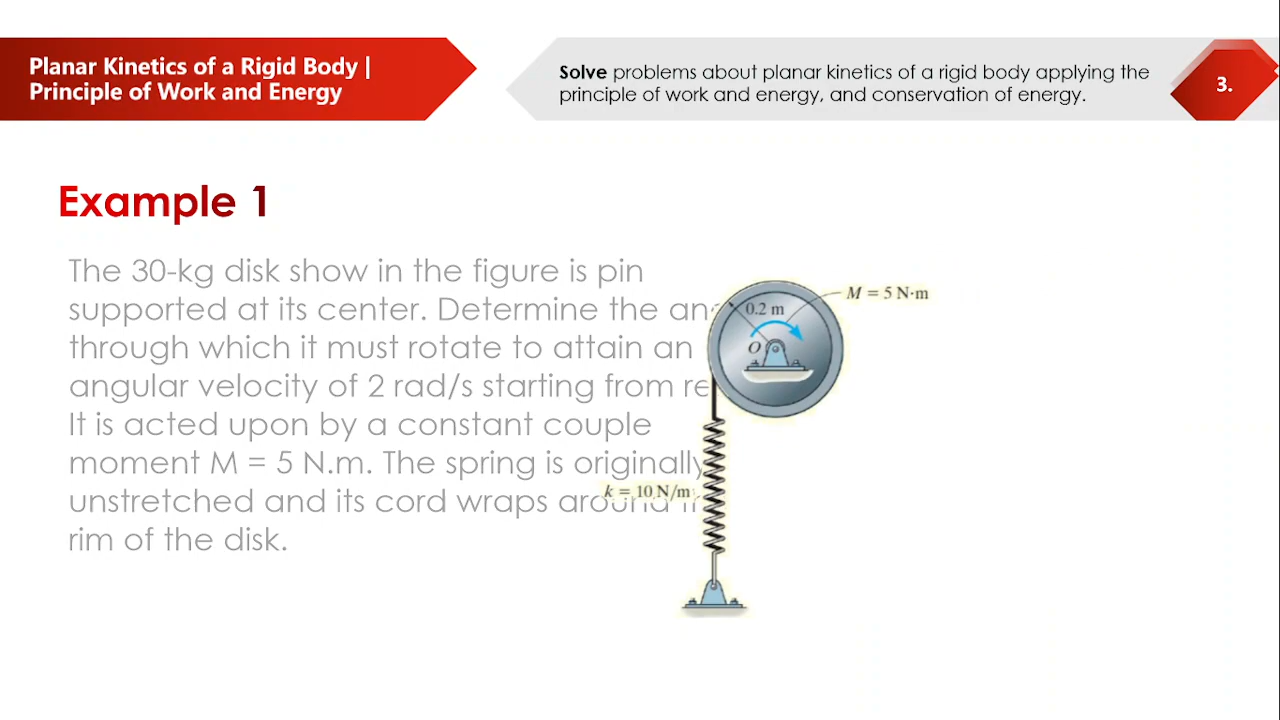 Planar Kinetics of a Rigid Body |
Principle of Work and Energy
Solve problems about planar kinetics of a rigid body applying the
principle of work and energy, and conservation of energy.
3.
Example 1
The 30-kg disk show in the figure is pin
supported at its center. Determine the
through which it must rotate to attain an
angular velocity of 2 rad/s starting from
It is acted upon by a constant couple
moment M = 5 N.m. The spring is originally
unstretched and its cord wraps around
rim of the disk.
M = 5 N·m
0.2 m
O
k = 10 N/m